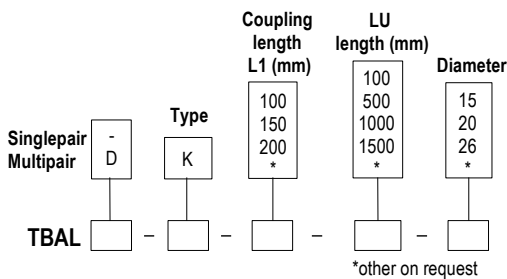 Coupling
length
L1 (mm)
LU
length (mm)
Diameter
Type
Singlepair
Multipair
-
D
K
100
150
200
*
100
500
1000
1500
*
15
20
26
*
TBAL - - - -
*other on request